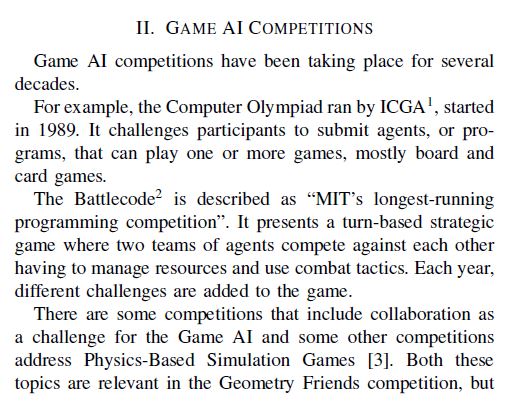 II. GAME AI COMPETITIONS
Game AI competitions have been taking place for several
decades.
For example, the Computer Olympiad ran by ICGA¹, started
in 1989. It challenges participants to submit agents, or pro-
grams, that can play one or more games, mostly board and
card games.
The Battlecode² is described as “MIT’s longest-running
programming competition”. It presents a turn-based strategic
game where two teams of agents compete against each other
having to manage resources and use combat tactics. Each year,
different challenges are added to the game.
There are some competitions that include collaboration as
a challenge for the Game AI and some other competitions
address Physics-Based Simulation Games [3]. Both these
topics are relevant in the Geometry Friends competition, but